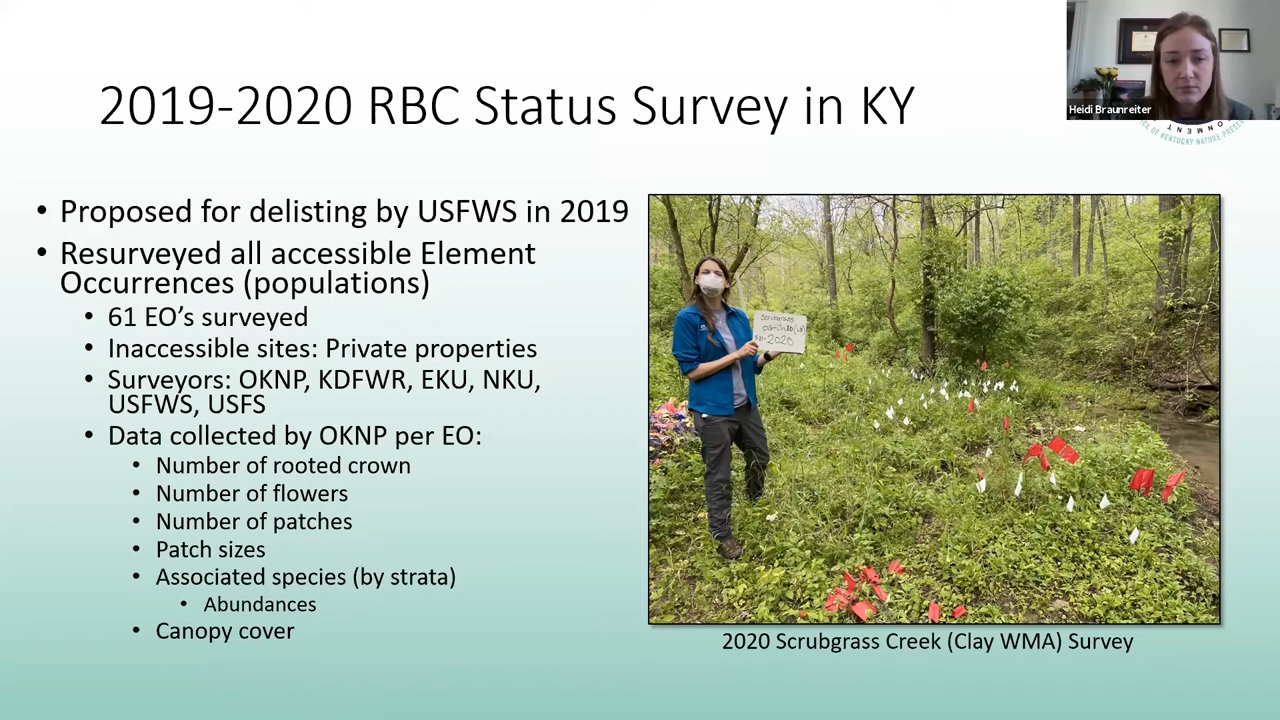 2019-2020 RBC Status Survey in KY
Heidi Braunreiter
• Proposed for delisting by USFWS in 2019
• Resurveyed all accessible Element
Occurrences (populations)
• 61 EO’s surveyed
• Inaccessible sites: Private properties
• Surveyors: OKNP, KDFWR, EKU, NKU,
USFWS, USFS
• Data collected by OKNP per EO:
• Number of rooted crown
• Number of flowers
• Number of patches
• Patch sizes
• Associated species (by strata)
• Abundances
• Canopy cover
Scrubgrass
2020
2020 Scrubgrass Creek (Clay WMA) Survey